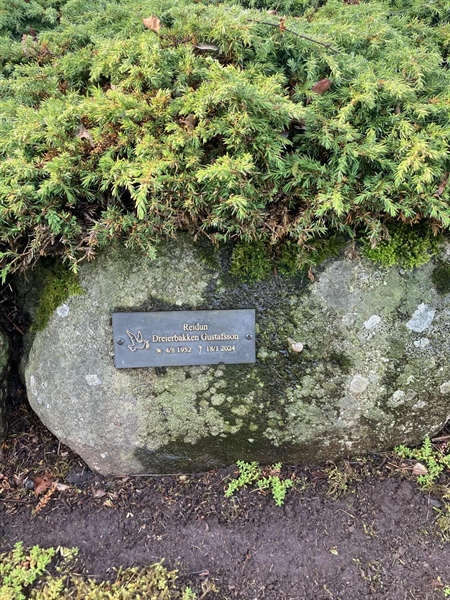 Reidun
Dreierbakken Gustafsson
* 4/8 1952 † 18/1 2024